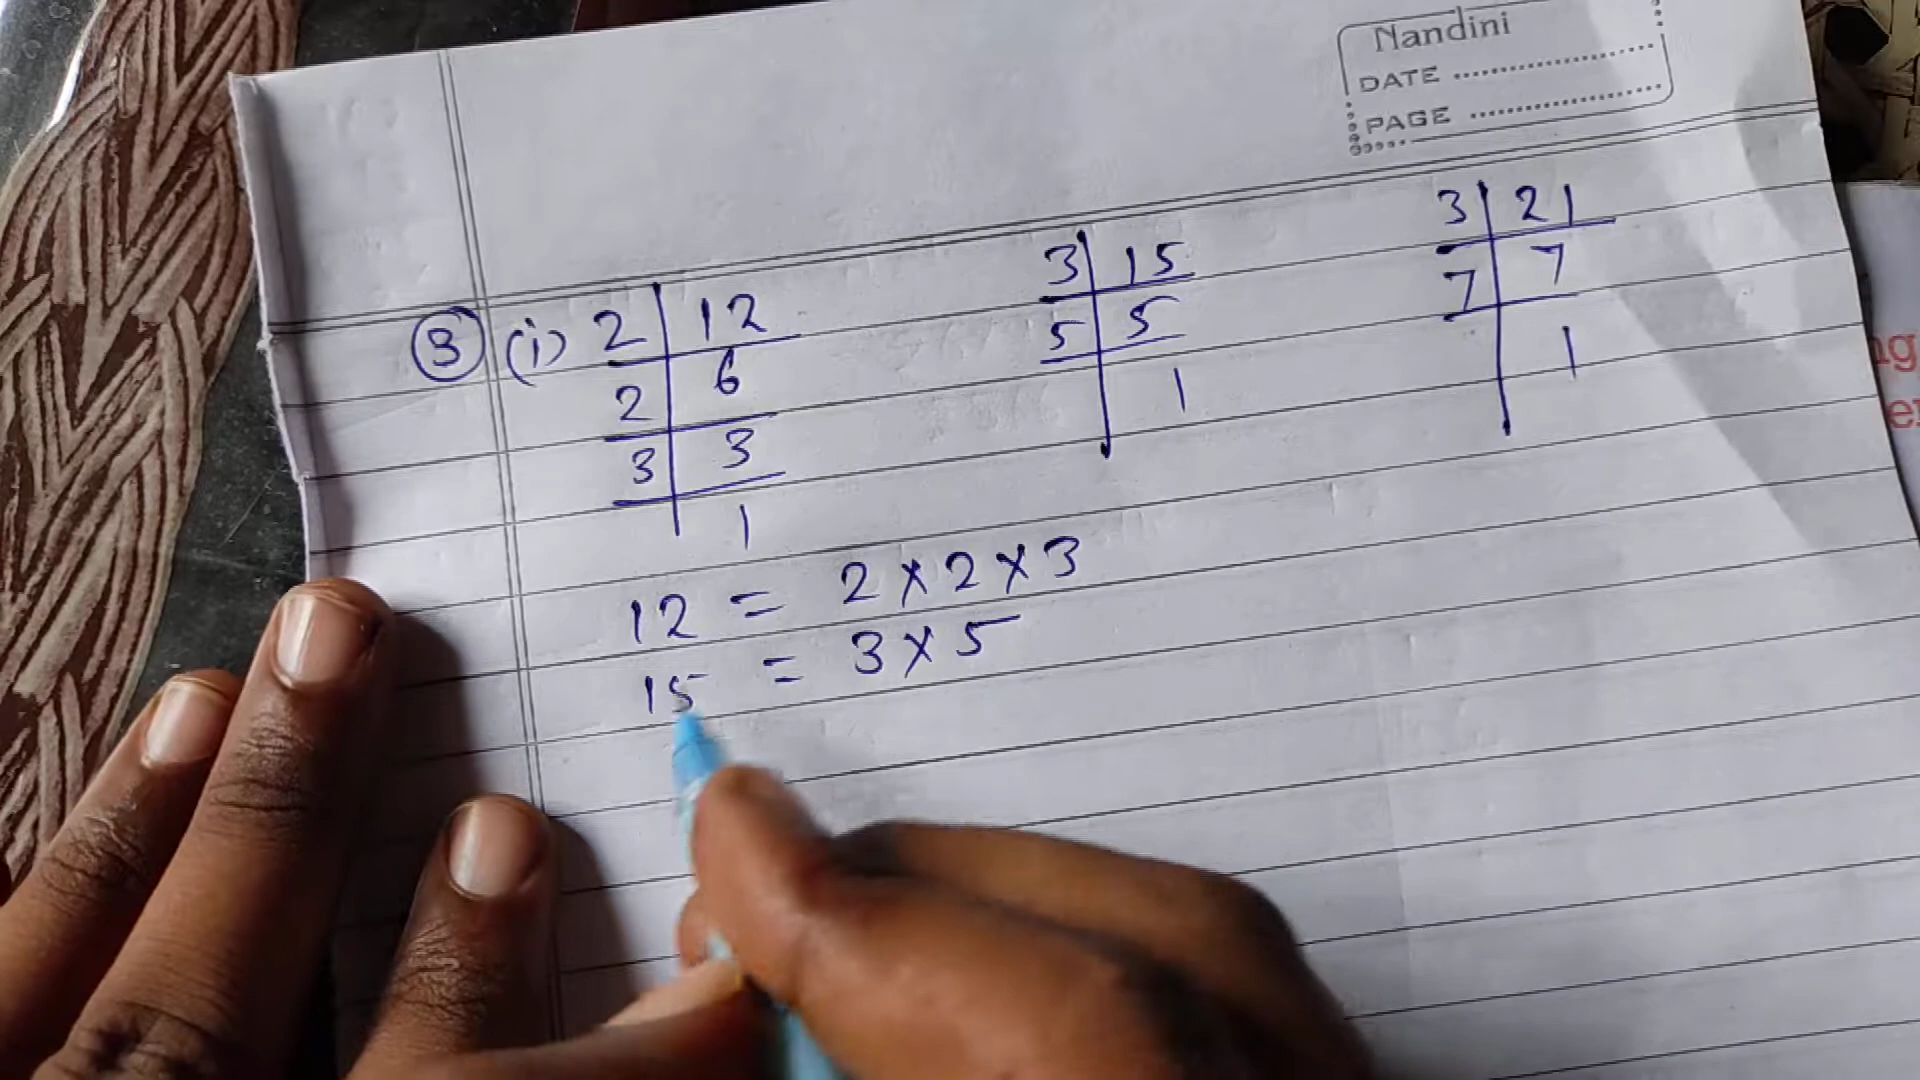 Nandini
DATE
PAGE
3 (i) 2 | 12
2 | 6
3 | 3
1
3 | 15
5 | 5
1
3 | 21
7 | 7
1
12 = 2 × 2 × 3
15 = 3 × 5